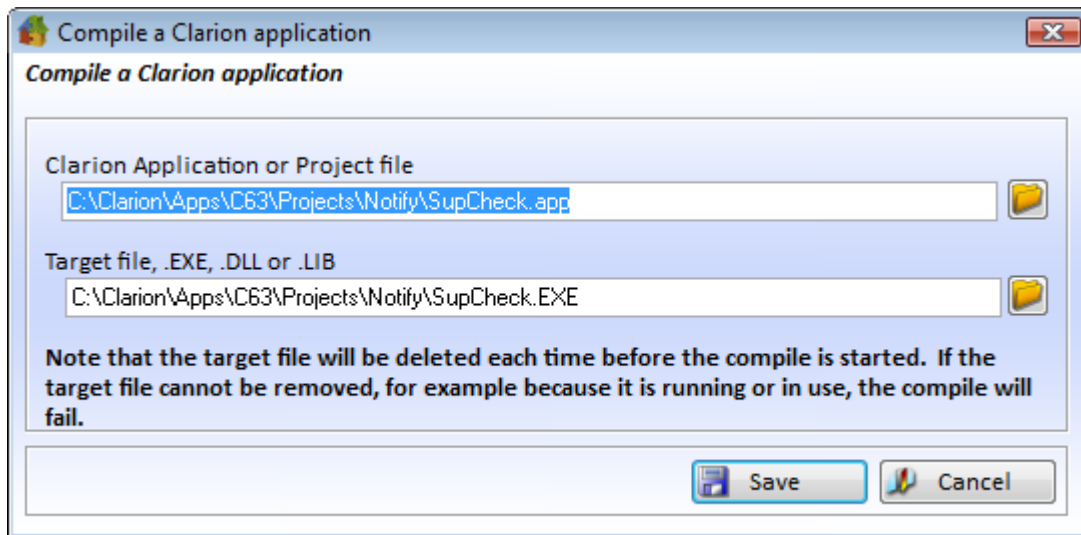 Compile a Clarion application
Compile a Clarion application
Clarion Application or Project file
C:\Clarion\Apps\C63\Projects\Notify\SupCheck.app
Target file, .EXE, .DLL or .LIB
C:\Clarion\Apps\C63\Projects\Notify\SupCheck.EXE
Note that the target file will be deleted each time before the compile is started.  If the
target file cannot be removed, for example because it is running or in use, the compile will
fail.
Save
Cancel